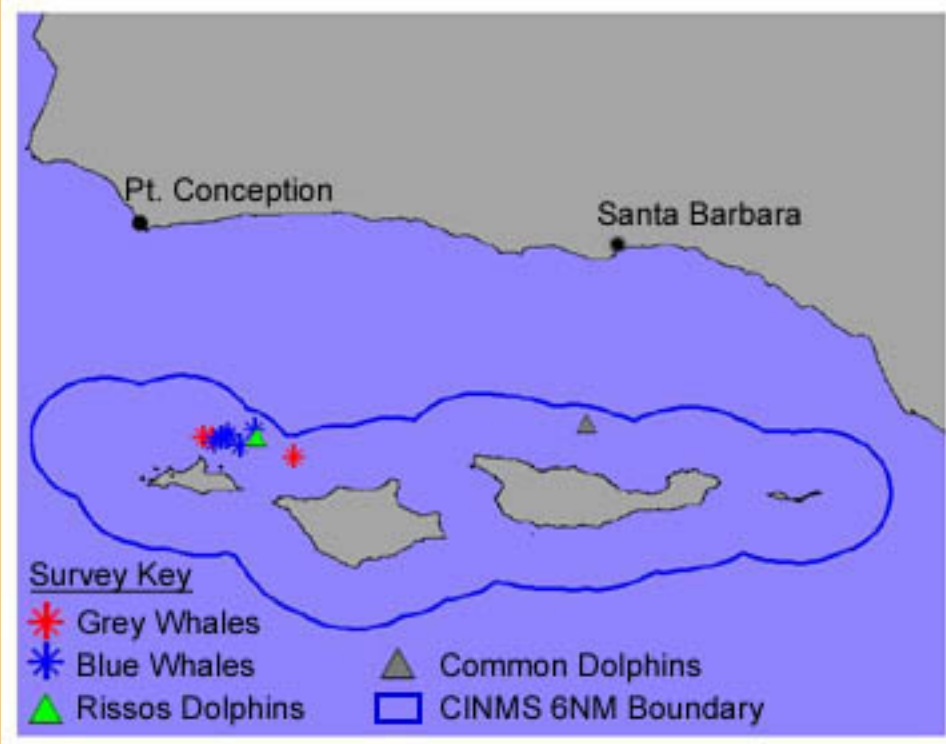 Pt. Conception
Santa Barbara
Survey Key
Grey Whales
Blue Whales
Common Dolphins
Rissos Dolphins
CINMS 6NM Boundary